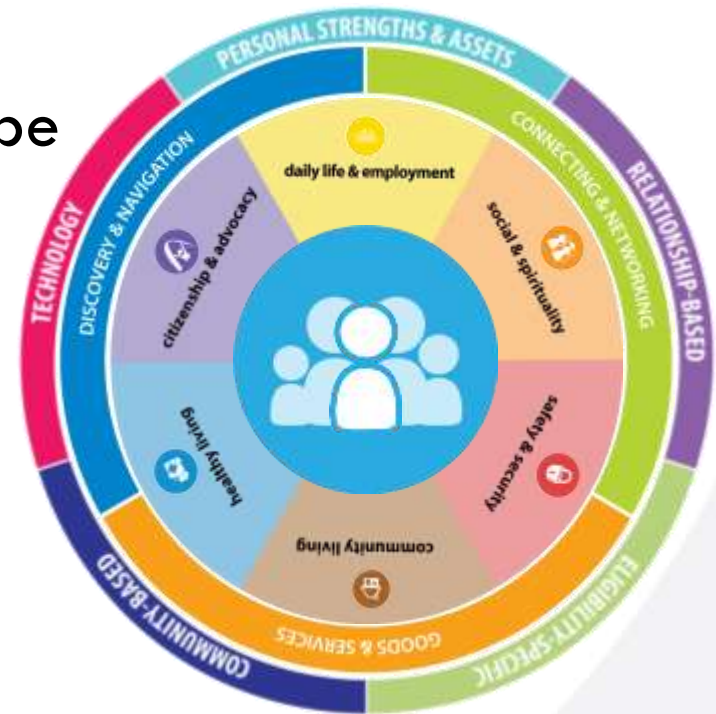 PERSONAL STRENGTHS & ASSETS
be
CONNECTING & NETWORKING
DISCOVERY & NAVIGATION
RELATIONSHIP-BASED
TECHNOLOGY
daily life & employment
citizenship & advocacy
social & spirituality
healthy living
safety & security
community living
GOODS & SERVICES
COMMUNITY-BASED
ELIGIBILITY-SPECIFIC